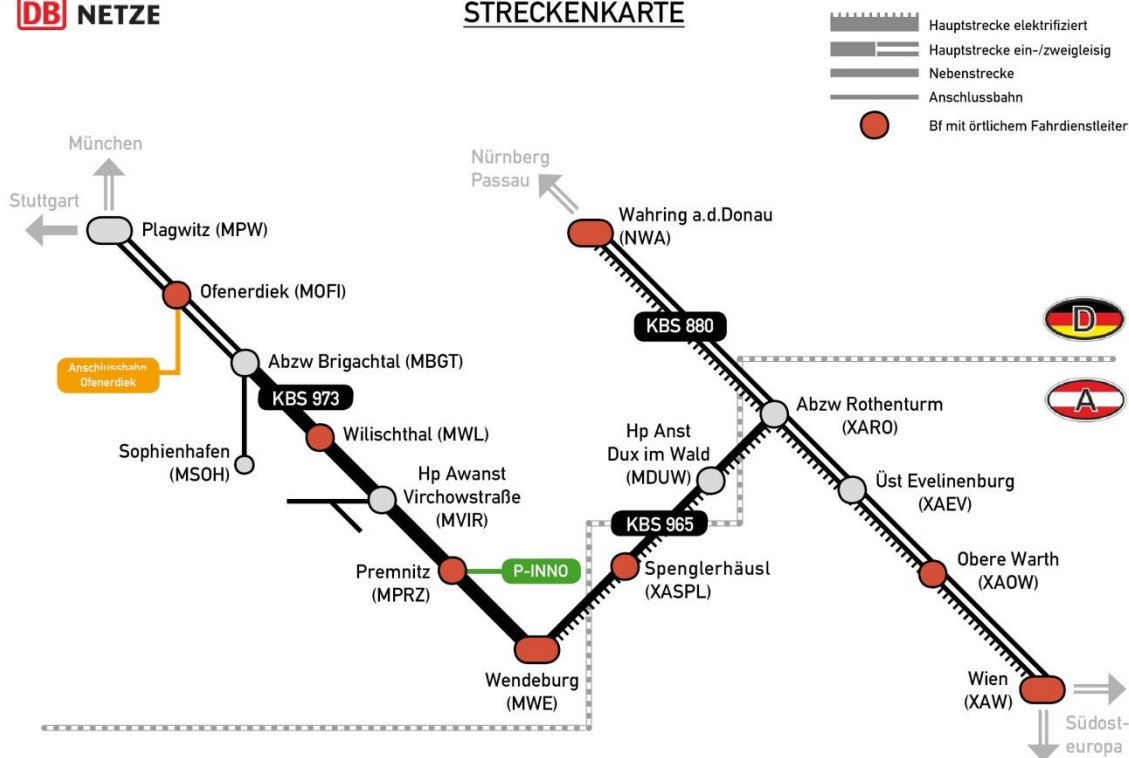 DB NETZE
STRECKENKARTE
Hauptstrecke elektrifiziert
Hauptstrecke ein-/zweigleisig
Nebenstrecke
Anschlussbahn
Bf mit örtlichem Fahrdienstleiter
München
Stuttgart
Plagwitz (MPW)
Ofenerdiek (MOFI)
Anschlussbahn
Ofenerdiek
Abzw Brigachtal (MBGT)
KBS 973
Wilischthal (MWL)
Sophienhafen
(MSOH)
Hp Awanst
Virchowstraße
(MVIR)
Premnitz
(MPRZ)
P-INNO
Wendeburg
(MWE)
Nürnberg
Passau
Wahring a.d.Donau
(NWA)
KBS 880
D
A
Abzw Rothenturm
(XARO)
Hp Anst
Dux im Wald
(MDUW)
KBS 965
Spenglerhäusl
(XASPL)
Üst Evelinenburg
(XAEV)
Obere Warth
(XAOW)
Wien
(XAW)
Südost-
europa